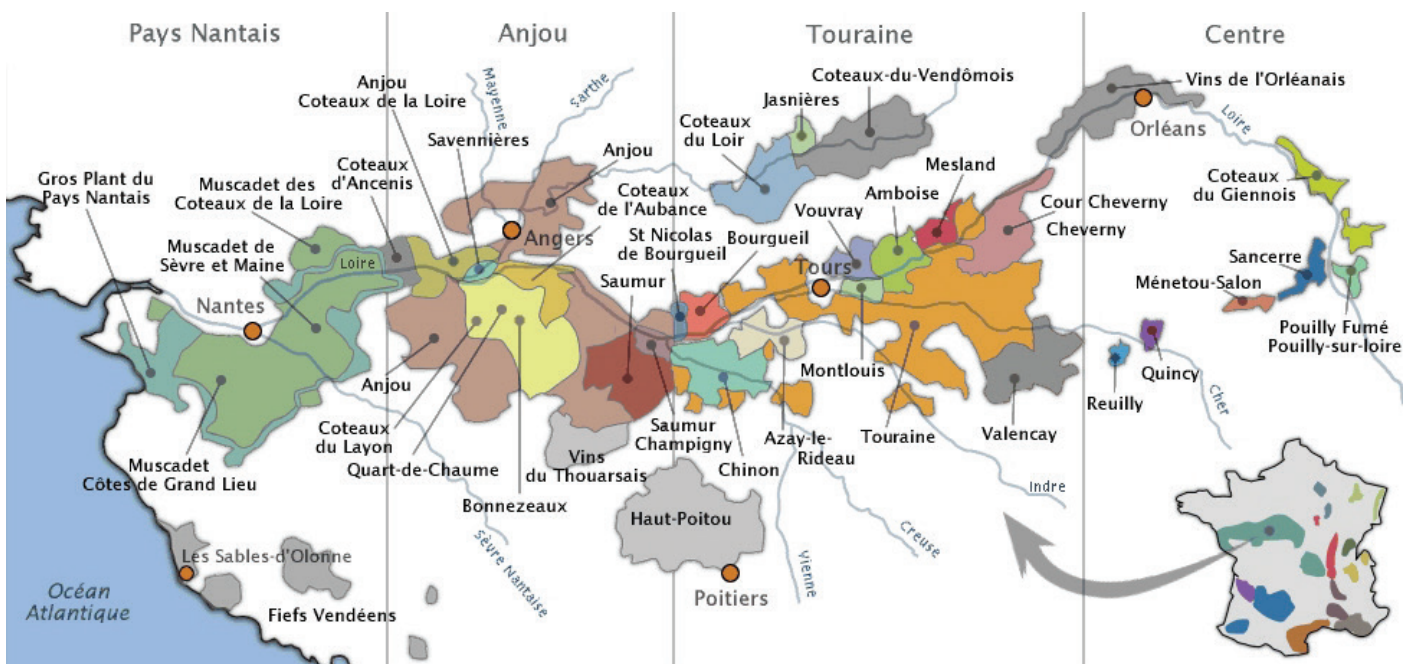 Pays Nantais
Anjou
Touraine
Centre
Mayenne
Sarthe
Anjou
Coteaux de la Loire
Savennières
Anjou
Coteaux
d'Ancenis
Coteaux
de l'Aubance
Gros Plant du
Pays Nantais
Muscadet des
Coteaux de la Loire
Muscadet de
Sèvre et Maine
Loire
Nantes
Angers
Saumur
St Nicolas
de Bourgueil
Bourgueil
Coteaux
du Loir
Jasnières
Coteaux-du-Vendômois
Vouvray
Amboise
Mesland
Tours
Cour Cheverny
Cheverny
Vins de l'Orléanais
Orléans
Loire
Coteaux
du Giennois
Sancerre
Ménetou-Salon
Pouilly Fumé
Pouilly-sur-loire
Quincy
Reuilly
Cher
Muscadet
Côtes de Grand Lieu
Anjou
Coteaux
du Layon
Quart-de-Chaume
Bonnezeaux
Vins
du Thouarsais
Saumur
Champigny
Chinon
Azay-le-
Rideau
Montlouis
Touraine
Valencay
Indre
Creuse
Vienne
Haut-Poitou
Poitiers
Sèvre Nantaise
Les Sables-d'Olonne
Fiefs Vendéens
Océan
Atlantique